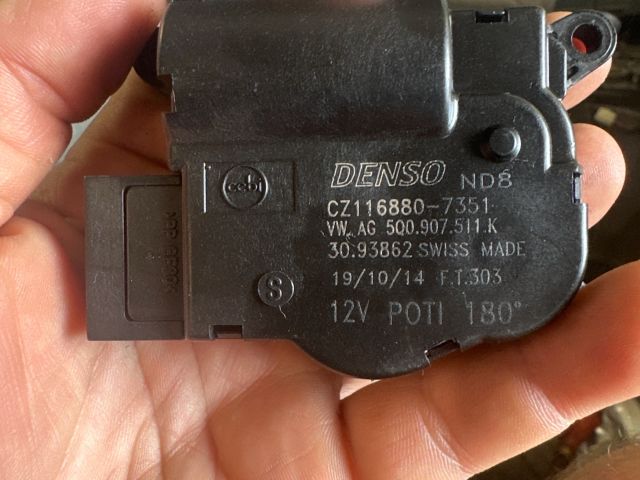 cebi
DENSO ND8
CZ116880-7351
VW AG 5Q0.907.511.K
30.93862 SWISS MADE
19/10/14 F.T.303
S
12V POTI 180°